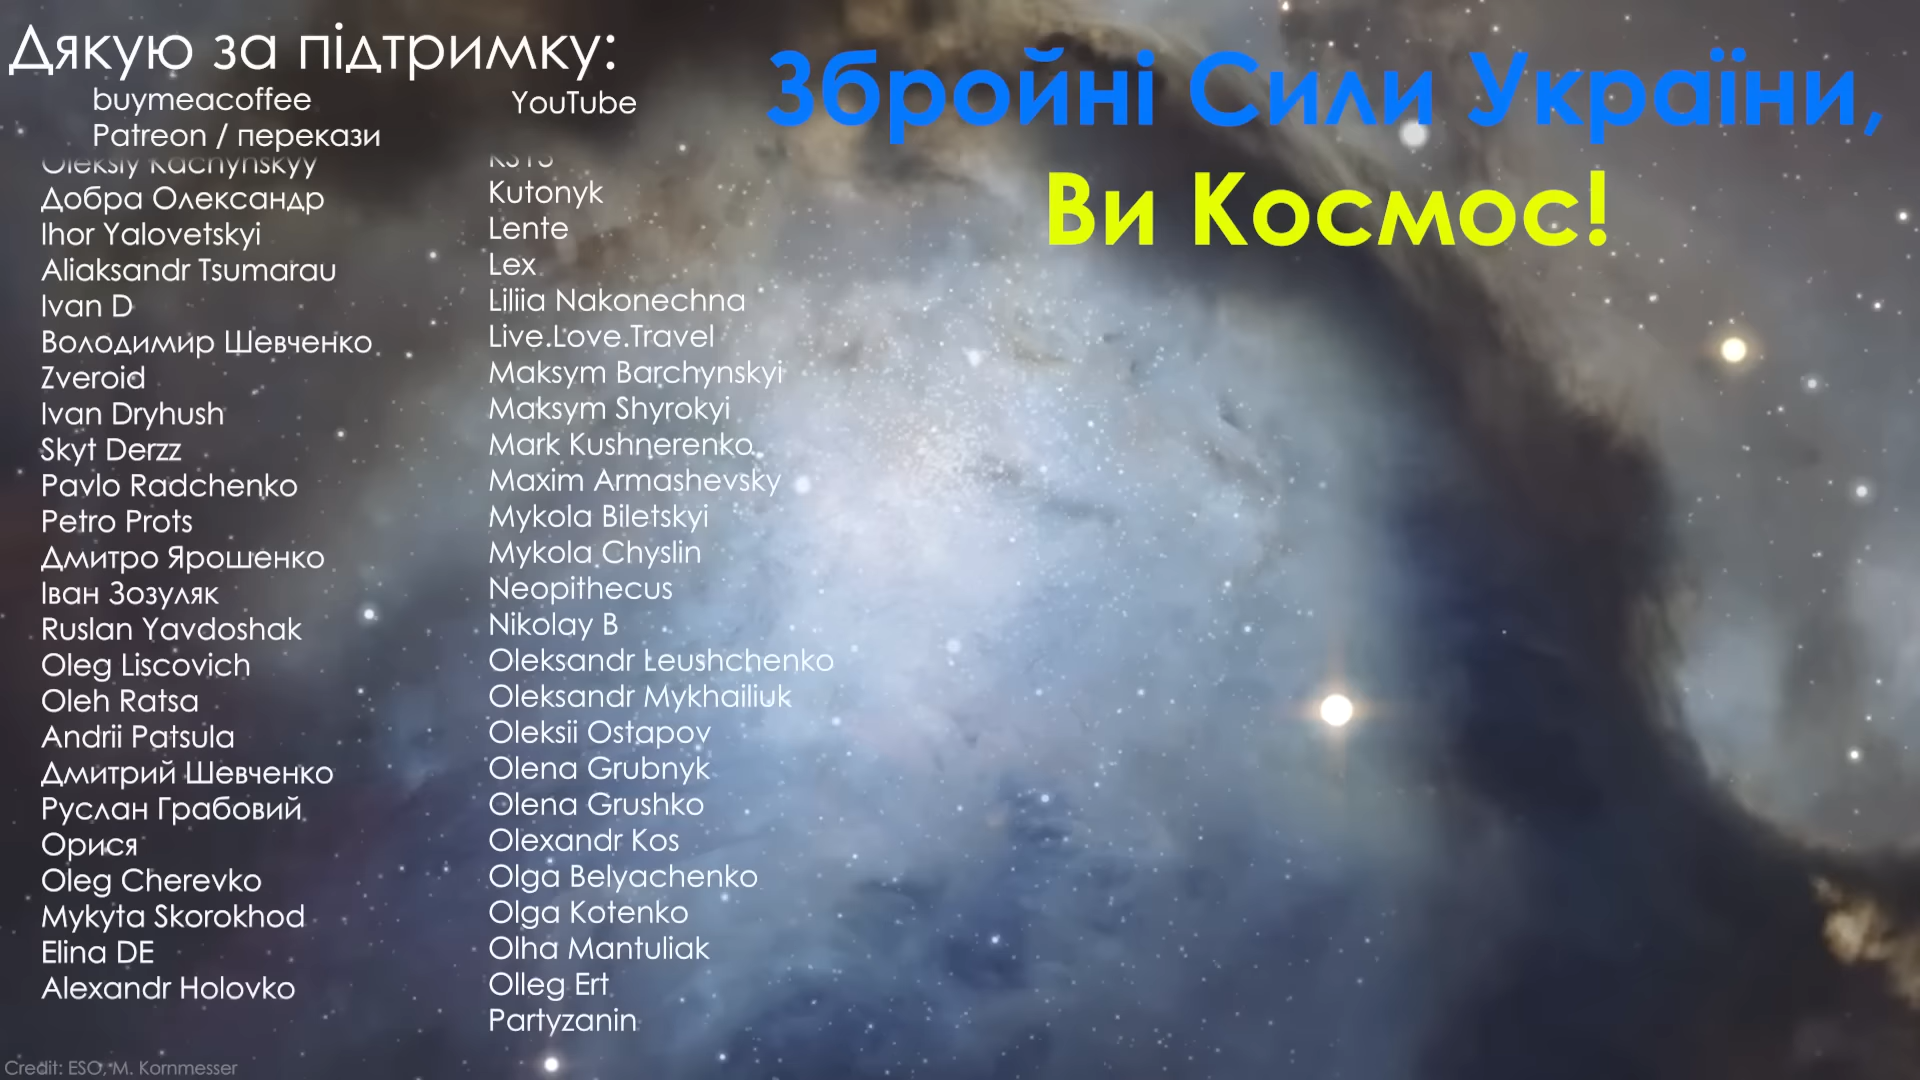 Дякую за підтримку:
buymeacoffee
Patreon / перекази
Oleksiy Kachynskyy
Добра Олександр
Ihor Yalovetskyi
Aliaksandr Tsumarau
Ivan D
Володимир Шевченко
Zveroid
Ivan Dryhush
Skyt Derzz
Pavlo Radchenko
Petro Prots
Дмитро Ярошенко
Іван Зозуляк
Ruslan Yavdoshak
Oleg Liscovich
Oleh Ratsa
Andrii Patsula
Дмитрий Шевченко
Руслан Грабовий
Орися
Oleg Cherevko
Mykyta Skorokhod
Elina DE
Alexandr Holovko
YouTube
Kutonyk
Lente
Lex
Liliia Nakonechna
Live.Love.Travel
Maksym Barchynskyi
Maksym Shyrokyi
Mark Kushnerenko
Maxim Armashevsky
Mykola Biletskyi
Mykola Chyslin
Neopithecus
Nikolay B
Oleksandr Leushchenko
Oleksandr Mykhailiuk
Oleksii Ostapov
Olena Grubnyk
Olena Grushko
Olexandr Kos
Olga Belyachenko
Olga Kotenko
Olha Mantuliak
Olleg Ert
Partyzanin
Збройні Сили України,
Ви Космос!
Credit: ESO, M. Kornmesser